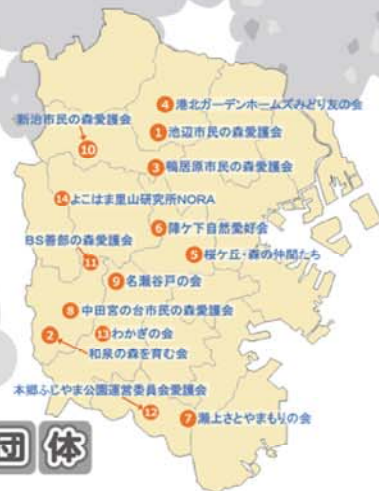 4 港北ガーデンホームズみどり友の会
新治市民の森愛護会
1 池辺市民の森愛護会
10
3 鴨居原市民の森愛護会
14 よこはま里山研究所NORA
6 陣ケ下自然愛好会
BS善部の森愛護会
5 桜ケ丘・森の仲間たち
11
9 名瀬谷戸の会
8 中田宮の台市民の森愛護会
2
13 わかぎの会
和泉の森を育む会
本郷ふじやま公園運営委員会愛護会
12
7 瀬上さとやまもりの会
団体